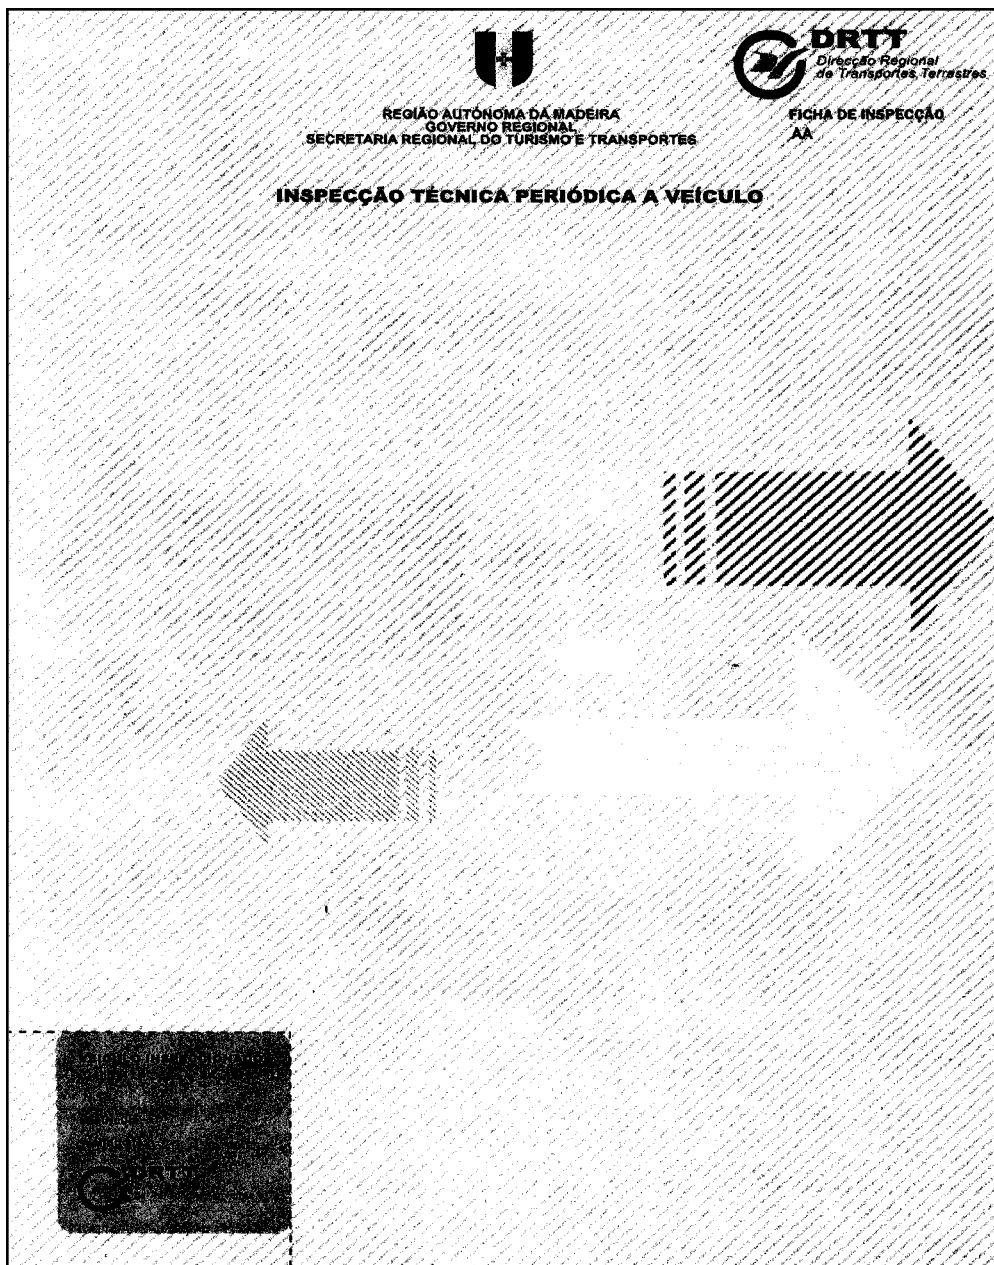 DRTT
Direcção Regional
de Transportes Terrestres
REGIÃO AUTÓNOMA DA MADEIRA
GOVERNO REGIONAL
SECRETARIA REGIONAL DO TURISMO E TRANSPORTES
FICHA DE INSPECÇÃO
AA
INSPECÇÃO TÉCNICA PERIÓDICA A VEÍCULO
DRTT